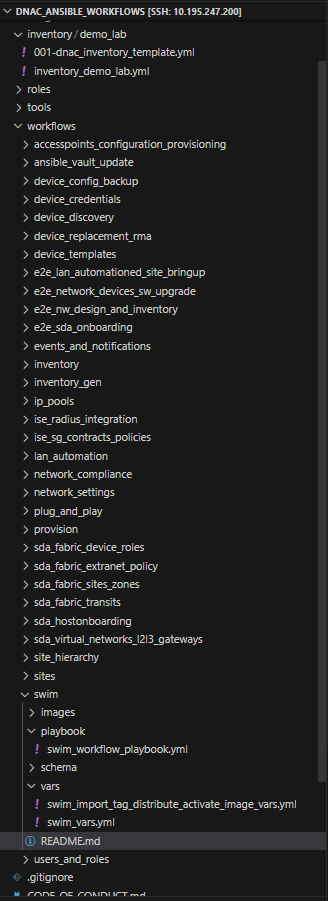 DNAC_ANSIBLE_WORKFLOWS [SSH: 10.195.247.200]
inventory / demo_lab
! 001-dnac_inventory_template.yml
! inventory_demo_lab.yml
roles
tools
workflows
accesspoints_configuration_provisioning
ansible_vault_update
device_config_backup
device_credentials
device_discovery
device_replacement_rma
device_templates
e2e_lan_automationed_site_bringup
e2e_network_devices_sw_upgrade
e2e_nw_design_and_inventory
e2e_sda_onboarding
events_and_notifications
inventory
inventory_gen
ip_pools
ise_radius_integration
ise_sg_contracts_policies
lan_automation
network_compliance
network_settings
plug_and_play
provision
sda_fabric_device_roles
sda_fabric_extranet_policy
sda_fabric_sites_zones
sda_fabric_transits
sda_hostonboarding
sda_virtual_networks_l2l3_gateways
site_hierarchy
sites
swim
images
playbook
! swim_workflow_playbook.yml
schema
vars
! swim_import_tag_distribute_activate_image_vars.yml
! swim_vars.yml
README.md
users_and_roles
.gitignore
CODE_OF_CONDUCT.md